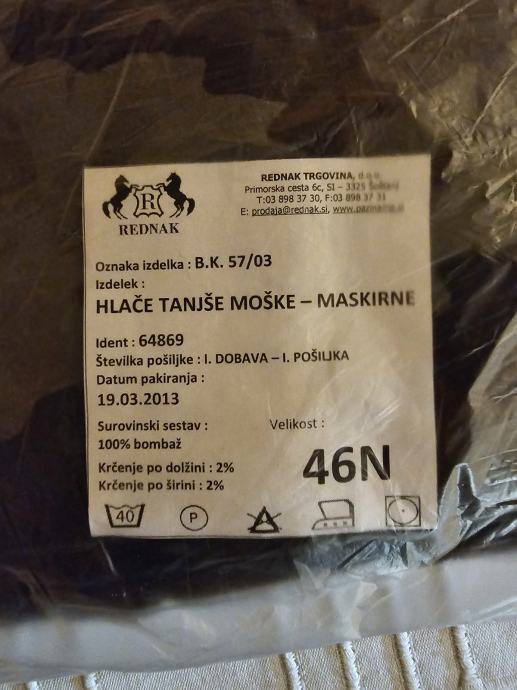 R
REDNAK
REDNAK TRGOVINA, d.o.o.
Primorska cesta 6c, SI – 3325 Šoštanj
T:03 898 37 30, F:03 898 37 31
E: prodaja@rednak.si,
Oznaka izdelka : B.K. 57/03
Izdelek :
HLAČE TANJŠE MOŠKE – MASKIRNE
Ident : 64869
Številka pošiljke : I. DOBAVA – I. POŠILJKA
Datum pakiranja :
19.03.2013
Surovinski sestav :
100% bombaž
Velikost :
46N
Krčenje po dolžini : 2%
Krčenje po širini : 2%
40
P